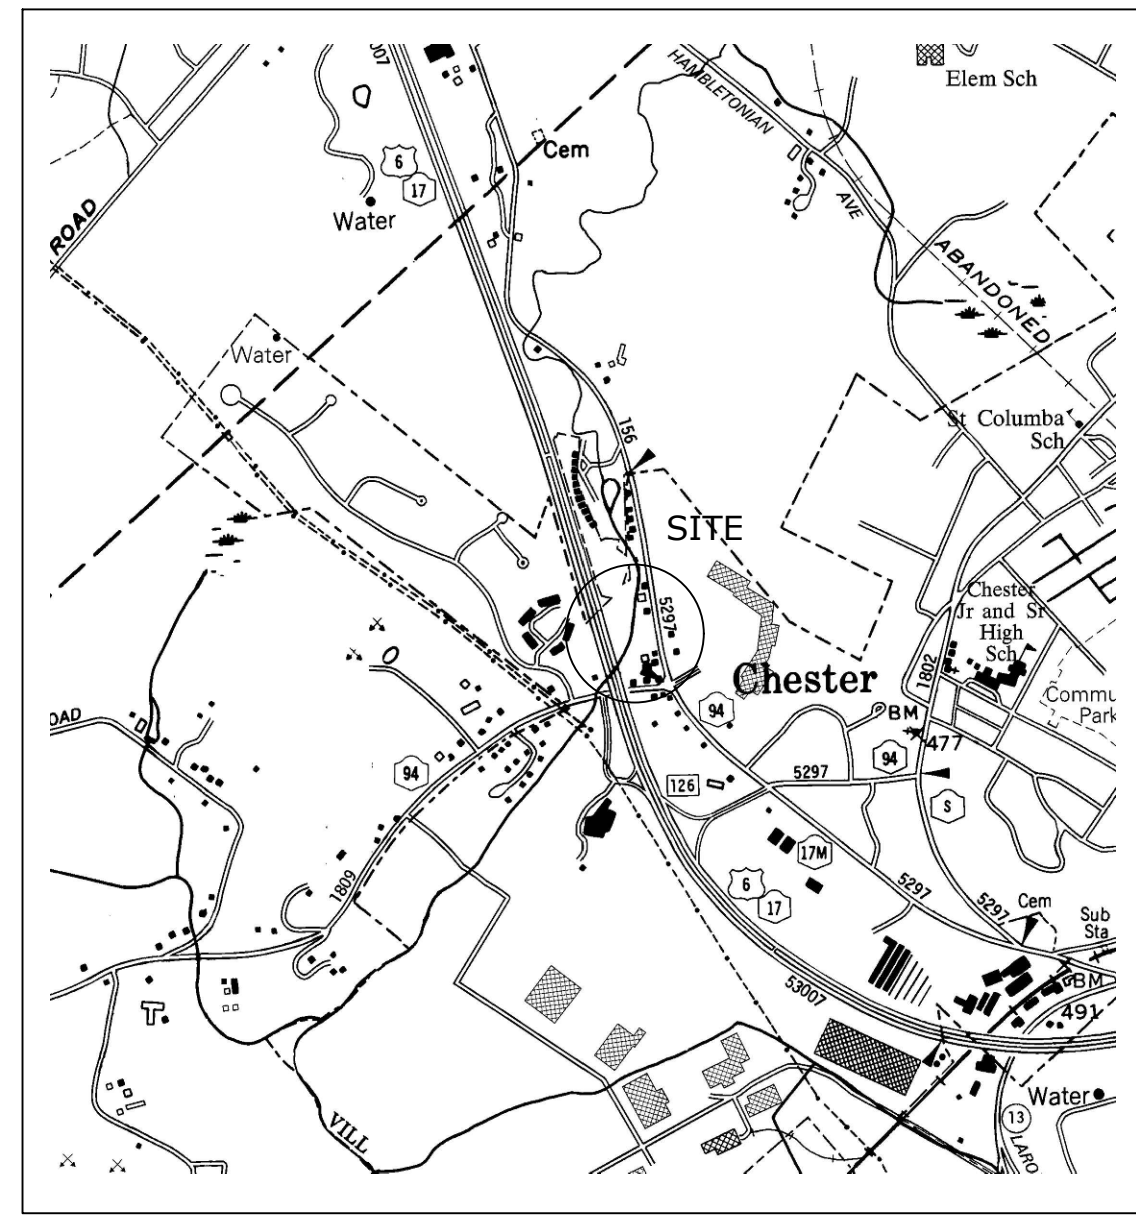 Elem Sch
HAMBLETONIAN
AVE
007
Cem
6
17
Water
ROAD
ABANDONED
Water
St Columba
Sch
156
SITE
5297
Chester
Jr and Sr
High
Sch
1802
Chester
Commu
Park
94
BM
477
OAD
94
94
126
5297
S
17M
6
17
1809
5297
5297
Cem
Sub
Sta
53007
BM
491
Water
13
VILL
LARO